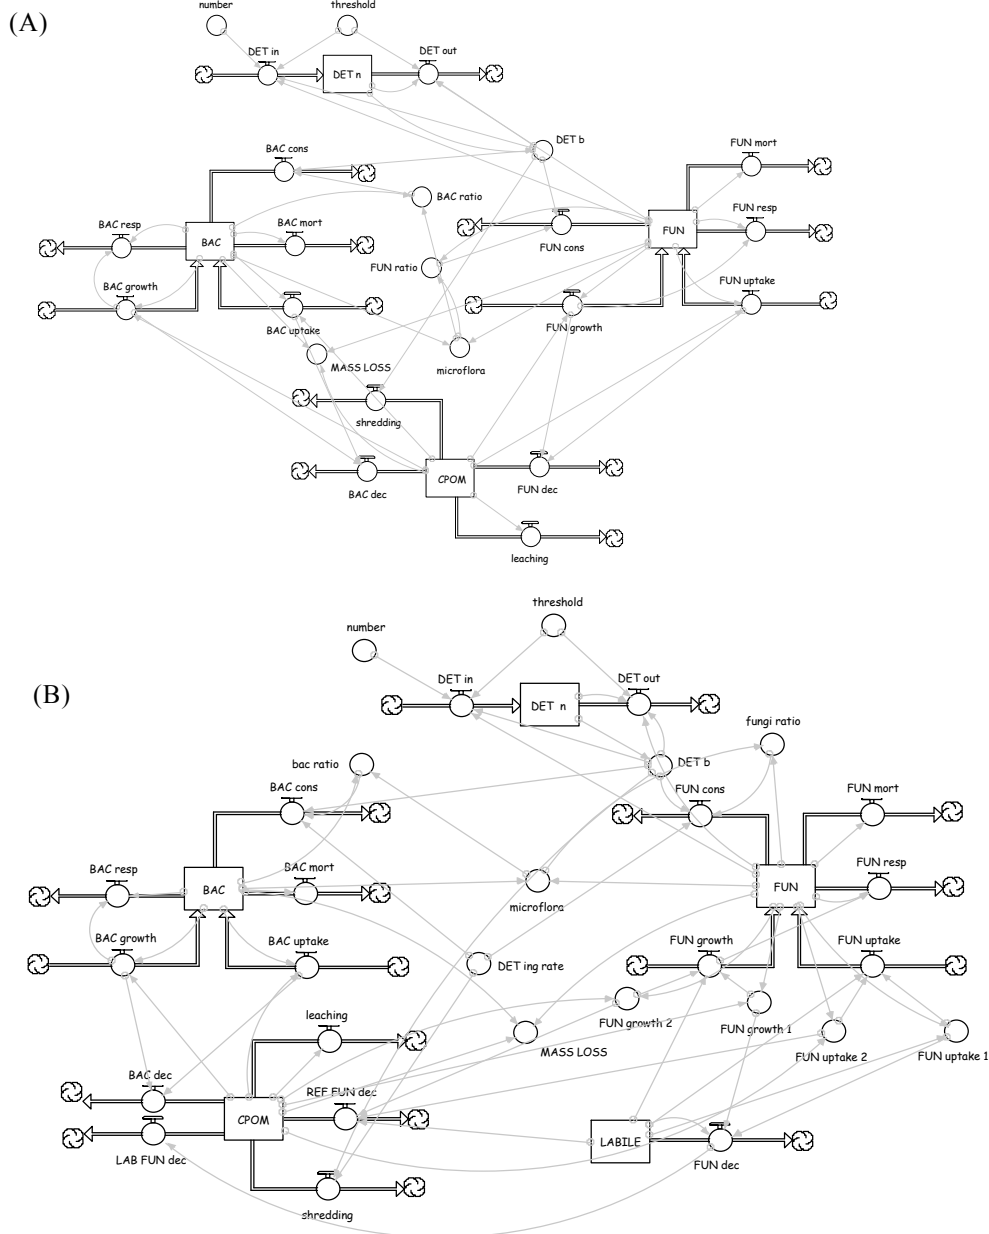 (A)
number
threshold
DET in
DET out
DET n
DET b
BAC cons
FUN mort
BAC ratio
BAC resp
BAC
BAC mort
FUN resp
FUN
FUN cons
FUN ratio
BAC growth
FUN uptake
BAC uptake
FUN growth
MASS LOSS
microflora
shredding
CPOM
BAC dec
FUN dec
leaching
threshold
number
(B)
DET in
DET out
DET n
fungi ratio
bac ratio
DET b
BAC cons
FUN cons
FUN mort
BAC resp
BAC mort
FUN resp
BAC
FUN
microflora
BAC growth
BAC uptake
FUN growth
FUN uptake
DET ing rate
leaching
FUN growth 2
FUN growth 1
MASS LOSS
FUN uptake 2
FUN uptake 1
BAC dec
REF FUN dec
CPOM
LABILE
LAB FUN dec
FUN dec
shredding